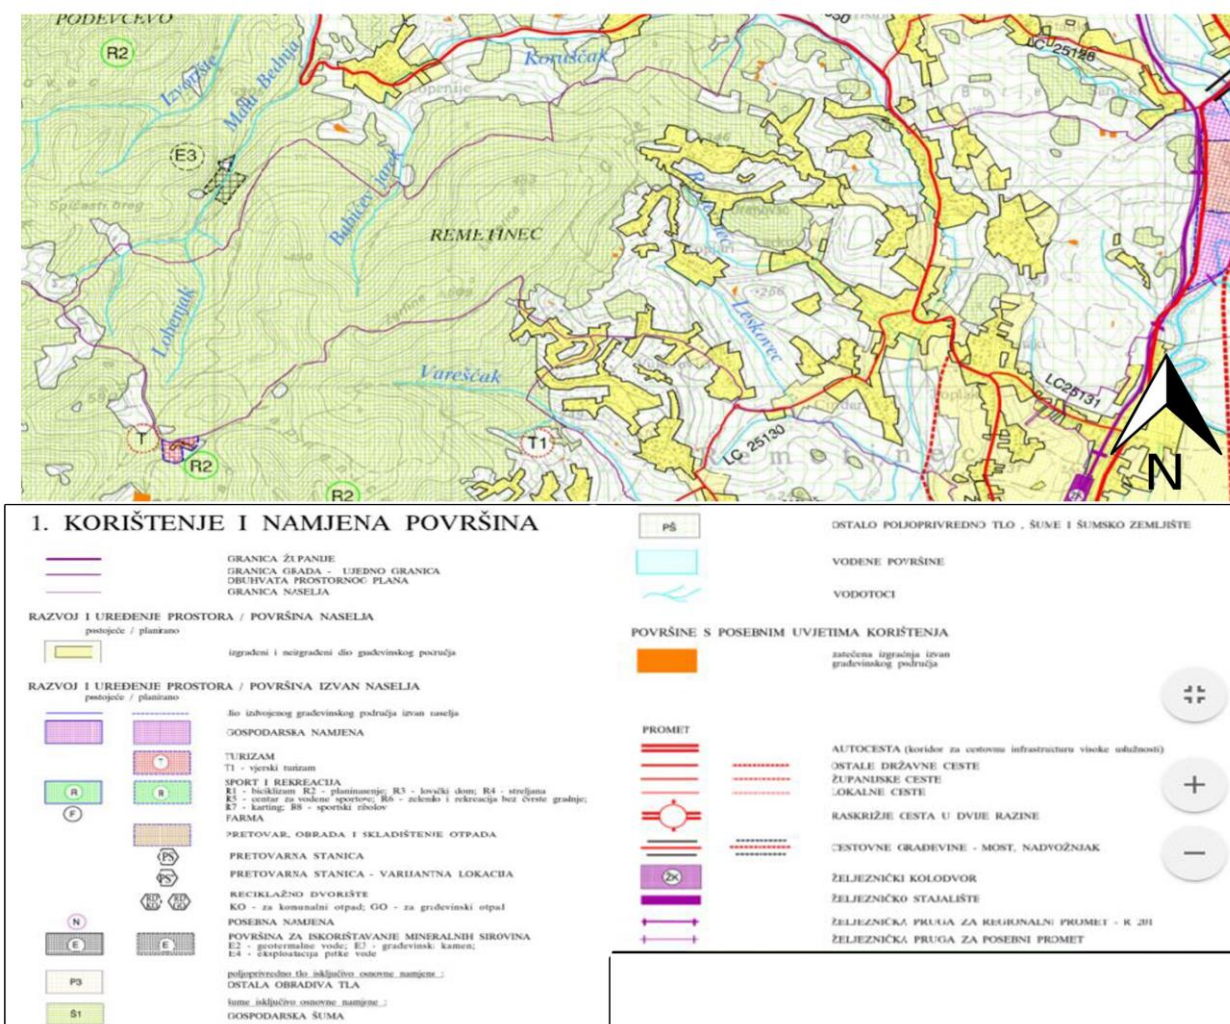 PODEVČEVO
R2
Izvorište
Mala Bednja
Koruščak
LC 25128
E3
Babičev jarek
REMETINEC
Lobenjak
Leskovec
Vareščak
LC25131
T
R2
T1
LC 25130
Remetinec
R2
N
1. KORIŠTENJE I NAMJENA POVRŠINA
GRANICA ŽUPANIJE
GRANICA GRADA - UJEDNO GRANICA
OBUHVATA PROSTORNOG PLANA
GRANICA NASELJA
RAZVOJ I UREĐENJE PROSTORA / POVRŠINA NASELJA
postojeće / planirano
izgrađeni i neizgrađeni dio građevinskog područja
RAZVOJ I UREĐENJE PROSTORA / POVRŠINA IZVAN NASELJA
postojeće / planirano
dio izdvojenog građevinskog područja izvan naselja
GOSPODARSKA NAMJENA
T
TURIZAM
T1 - vjerski turizam
R
R
SPORT I REKREACIJA
R1 - biciklizam R2 - planinarenje; R3 - lovački dom; R4 - streljana
R5 - centar za vodene sportove; R6 - zelenilo i rekreacija bez čvrste gradnje;
R7 - karting; R8 - sportski ribolov
F
FARMA
PRETOVAR, OBRADA I SKLADIŠTENJE OTPADA
PS
PRETOVARNA STANICA
PS
PRETOVARNA STANICA - VARIJANTNA LOKACIJA
RECIKLAŽNO DVORIŠTE
KO - za komunalni otpad; GO - za građevinski otpad
N
POSEBNA NAMJENA
E
E
POVRŠINA ZA ISKORIŠTAVANJE MINERALNIH SIROVINA
E2 - geotermalne vode; E3 - građevinski kamen;
E4 - eksploatacija pitke vode
P3
poljoprivredno tlo isključivo osnovne namjene :
OSTALA OBRADIVA TLA
Š1
šume isključivo osnovne namjene :
GOSPODARSKA ŠUMA
PŠ
OSTALO POLJOPRIVREDNO TLO , ŠUME I ŠUMSKO ZEMLJIŠTE
VODENE POVRŠINE
VODOTOCI
POVRŠINE S POSEBNIM UVJETIMA KORIŠTENJA
zatečena izgradnja izvan
građevinskog područja
PROMET
AUTOCESTA (koridor za cestovnu infrastrukturu visoke uslužnosti)
OSTALE DRŽAVNE CESTE
ŽUPANIJSKE CESTE
LOKALNE CESTE
RASKRIŽJE CESTA U DVIJE RAZINE
CESTOVNE GRAĐEVINE - MOST, NADVOŽNJAK
ŽK
ŽELJEZNIČKI KOLODVOR
ŽELJEZNIČKO STAJALIŠTE
ŽELJEZNIČKA PRUGA ZA REGIONALNI PROMET - R 201
ŽELJEZNIČKA PRUGA ZA POSEBNI PROMET